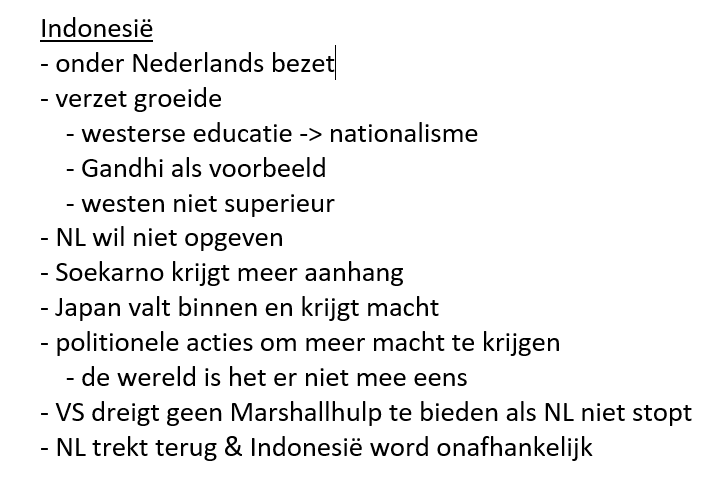 Indonesië
- onder Nederlands bezet
- verzet groeide
- westerse educatie -> nationalisme
- Gandhi als voorbeeld
- westen niet superieur
- NL wil niet opgeven
- Soekarno krijgt meer aanhang
- Japan valt binnen en krijgt macht
- politionele acties om meer macht te krijgen
- de wereld is het er niet mee eens
- VS dreigt geen Marshallhulp te bieden als NL niet stopt
- NL trekt terug & Indonesië word onafhankelijk